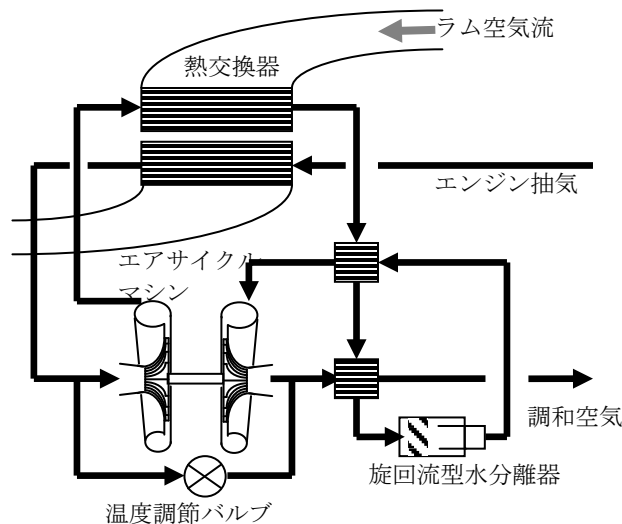 ラム空気流
熱交換器
エンジン抽気
エアサイクル
マシン
調和空気
旋回流型水分離器
温度調節バルブ